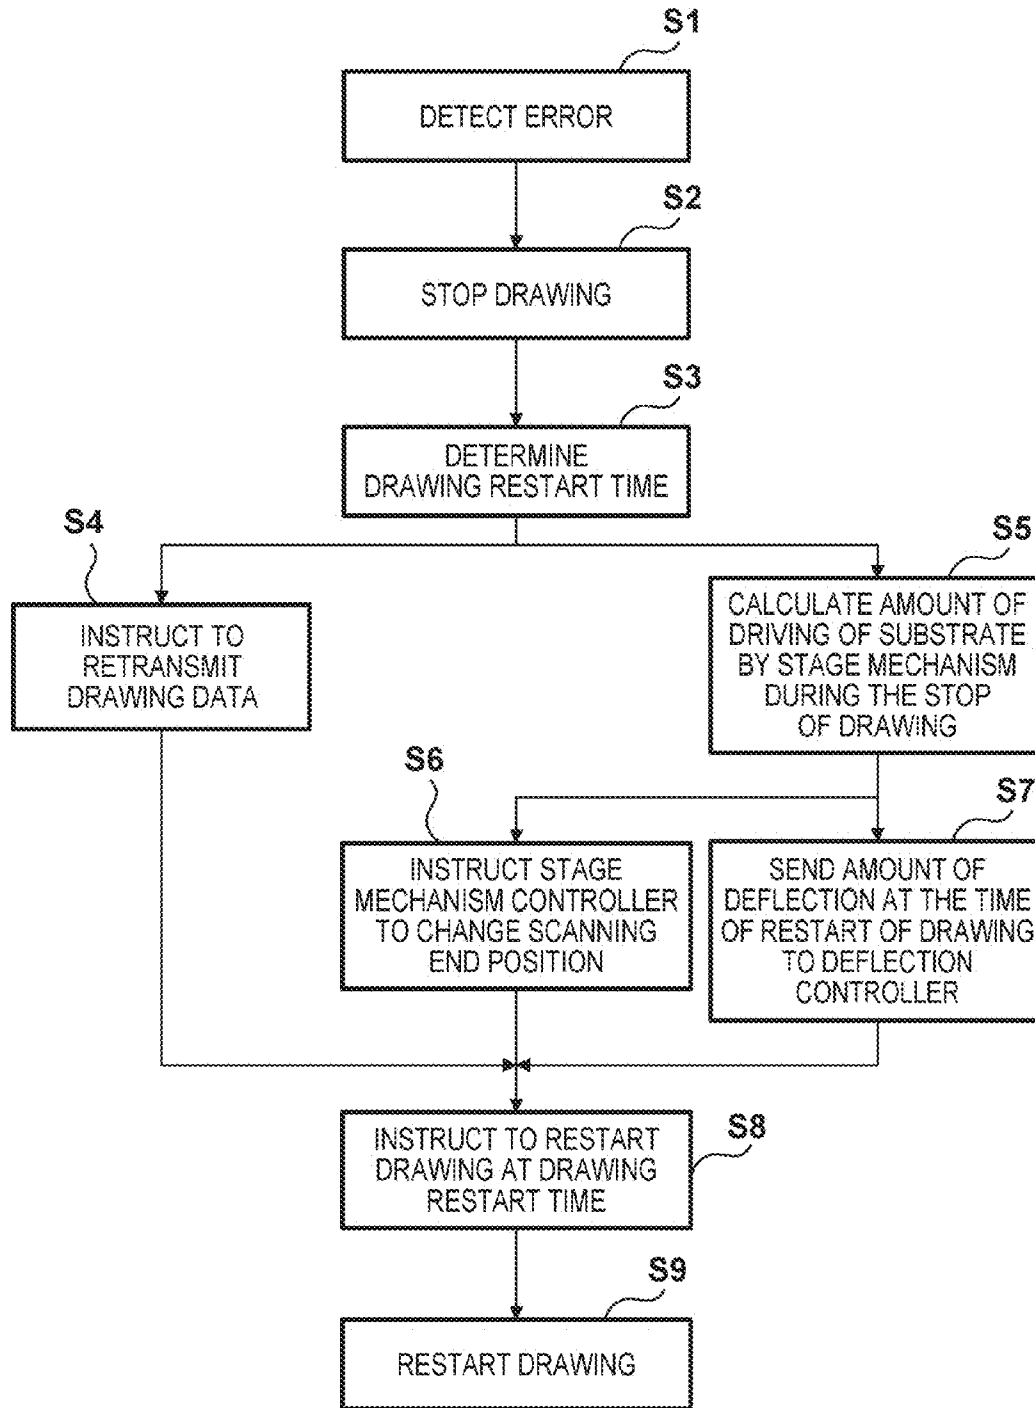 S1
DETECT ERROR
S2
STOP DRAWING
S3
DETERMINE
DRAWING RESTART TIME
S4
INSTRUCT TO
RETRANSMIT
DRAWING DATA
S5
CALCULATE AMOUNT OF
DRIVING OF SUBSTRATE
BY STAGE MECHANISM
DURING THE STOP
OF DRAWING
S6
INSTRUCT STAGE
MECHANISM CONTROLLER
TO CHANGE SCANNING
END POSITION
S7
SEND AMOUNT OF
DEFLECTION AT THE TIME
OF RESTART OF DRAWING
TO DEFLECTION
CONTROLLER
S8
INSTRUCT TO RESTART
DRAWING AT DRAWING
RESTART TIME
S9
RESTART DRAWING